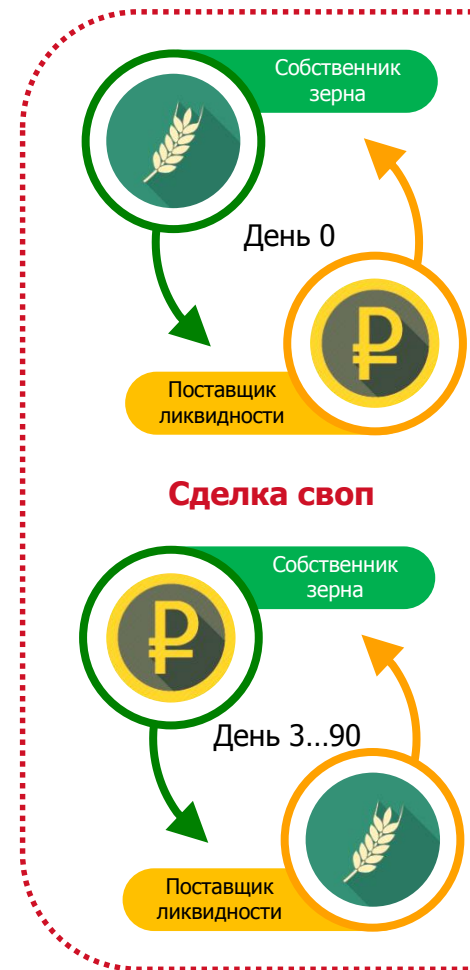 Собственник
зерна
День 0
Поставщик
ликвидности
Сделка своп
Собственник
зерна
День 3...90
Поставщик
ликвидности